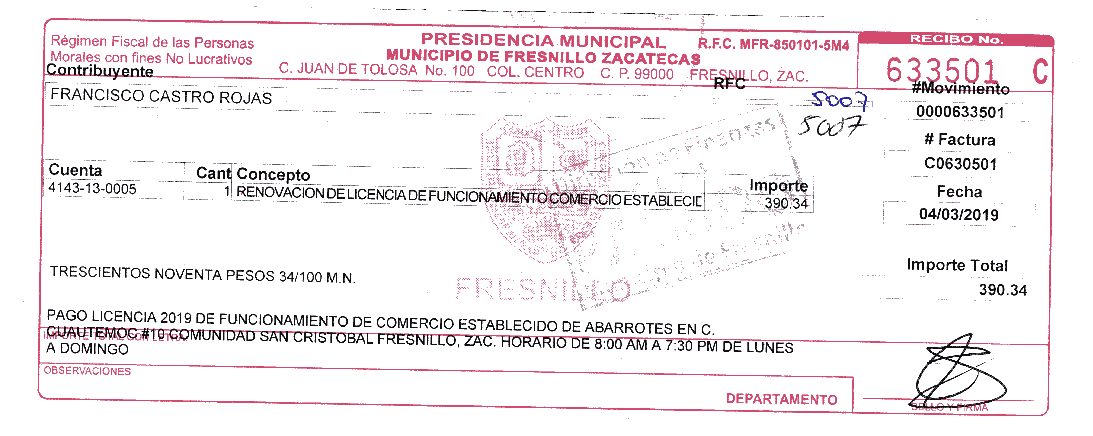 Régimen Fiscal de las Personas
Morales con fines No Lucrativos
PRESIDENCIA MUNICIPAL
MUNICIPIO DE FRESNILLO ZACATECAS
R.F.C. MFR-850101-5M4
C. JUAN DE TOLOSA No. 100 COL. CENTRO C. P. 99000 FRESNILLO, ZAC.
RECIBO No.
633501 C
Contribuyente
RFC
FRANCISCO CASTRO ROJAS
5007
5007
#Movimiento
0000633501
# Factura
C0630501
Fecha
04/03/2019
Cuenta Cant Concepto Importe
4143-13-0005 1 RENOVACION DE LICENCIA DE FUNCIONAMIENTO COMERCIO ESTABLECID 390.34
FRESNILLO
Importe Total
390.34
TRESCIENTOS NOVENTA PESOS 34/100 M.N.
PAGO LICENCIA 2019 DE FUNCIONAMIENTO DE COMERCIO ESTABLECIDO DE ABARROTES EN C.
CUAUTEMOC #10 COMUNIDAD SAN CRISTOBAL FRESNILLO, ZAC. HORARIO DE 8:00 AM A 7:30 PM DE LUNES
A DOMINGO
IMPORTE TOTAL CON LETRA
OBSERVACIONES
DEPARTAMENTO
SELLO Y FIRMA